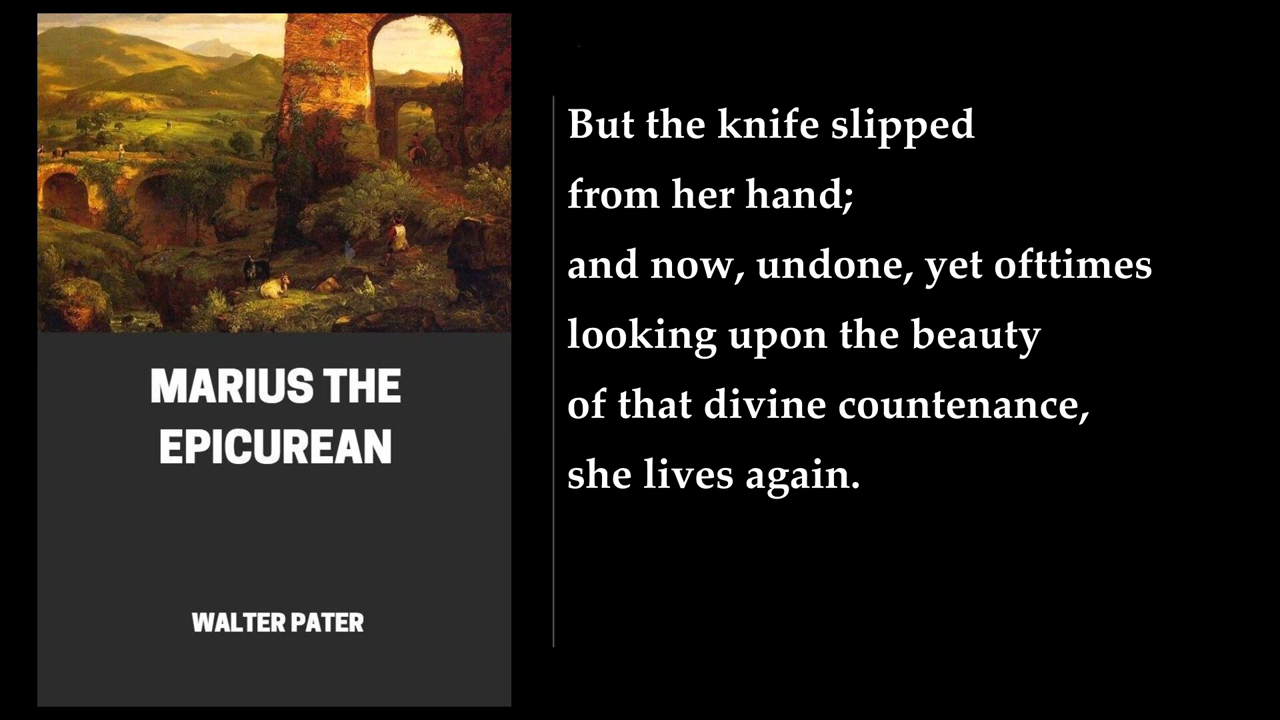 MARIUS THE
EPICUREAN
WALTER PATER
But the knife slipped
from her hand;
and now, undone, yet ofttimes
looking upon the beauty
of that divine countenance,
she lives again.